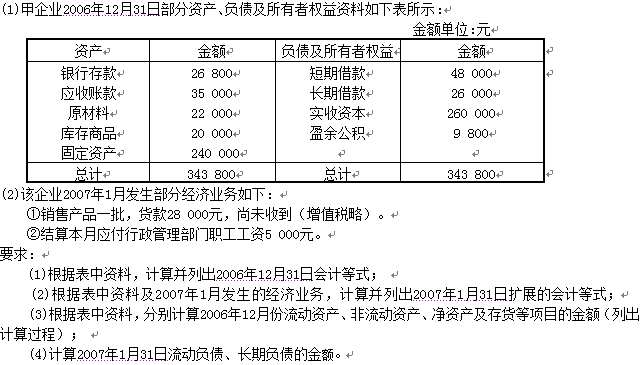 (1)甲企业2006年12月31日部分资产、负债及所有者权益资料如下表所示：
金额单位:元
资产 金额 负债及所有者权益 金额
银行存款 26 800 短期借款 48 000
应收账款 35 000 长期借款 26 000
原材料 22 000 实收资本 260 000
库存商品 20 000 盈余公积 9 800
固定资产 240 000
总计 343 800 总计 343 800
(2)该企业2007年1月发生部分经济业务如下：
①销售产品一批，货款28 000元，尚未收到(增值税略)。
②结算本月应付行政管理部门职工工资5 000元。
要求：
(1)根据表中资料，计算并列出2006年12月31日会计等式；
(2)根据表中资料及2007年1月发生的经济业务，计算并列出2007年1月31日扩展的会计等式；
(3)根据表中资料，分别计算2006年12月份流动资产、非流动资产、净资产及存货等项目的金额(列出
计算过程)；
(4)计算2007年1月31日流动负债、长期负债的金额。